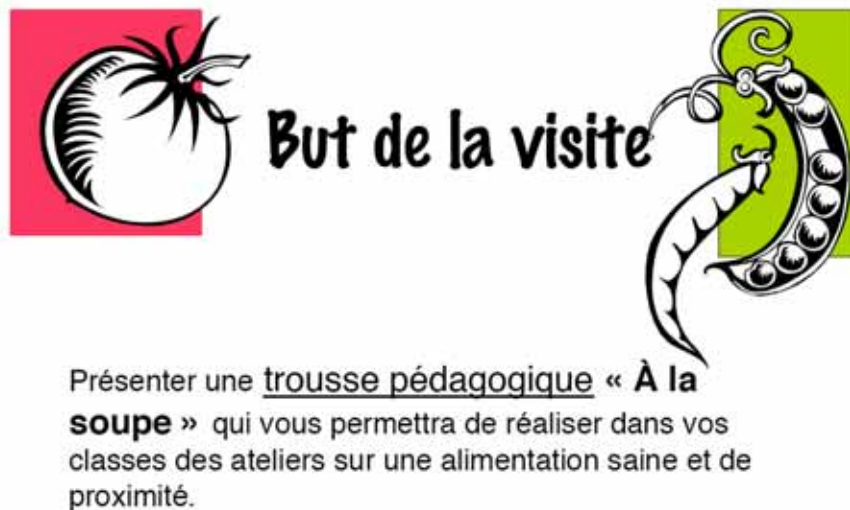 But de la visite
Présenter une trousse pédagogique « À la
soupe » qui vous permettra de réaliser dans vos
classes des ateliers sur une alimentation saine et de
proximité.